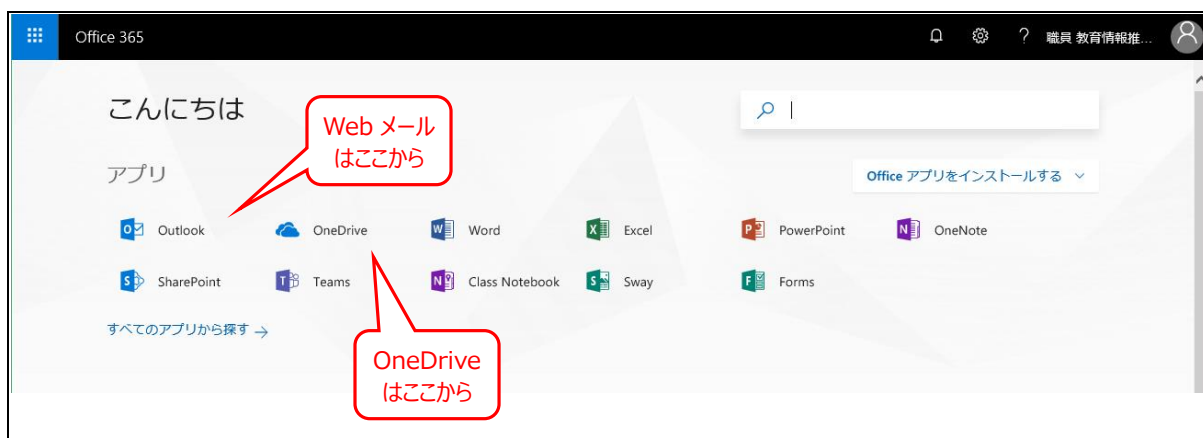 Office 365
? 職員 教育情報推...
こんにちは
Web メール
はここから
アプリ
Office アプリをインストールする
Outlook
OneDrive
Word
Excel
PowerPoint
OneNote
SharePoint
Teams
Class Notebook
Sway
Forms
すべてのアプリから探す →
OneDrive
はここから